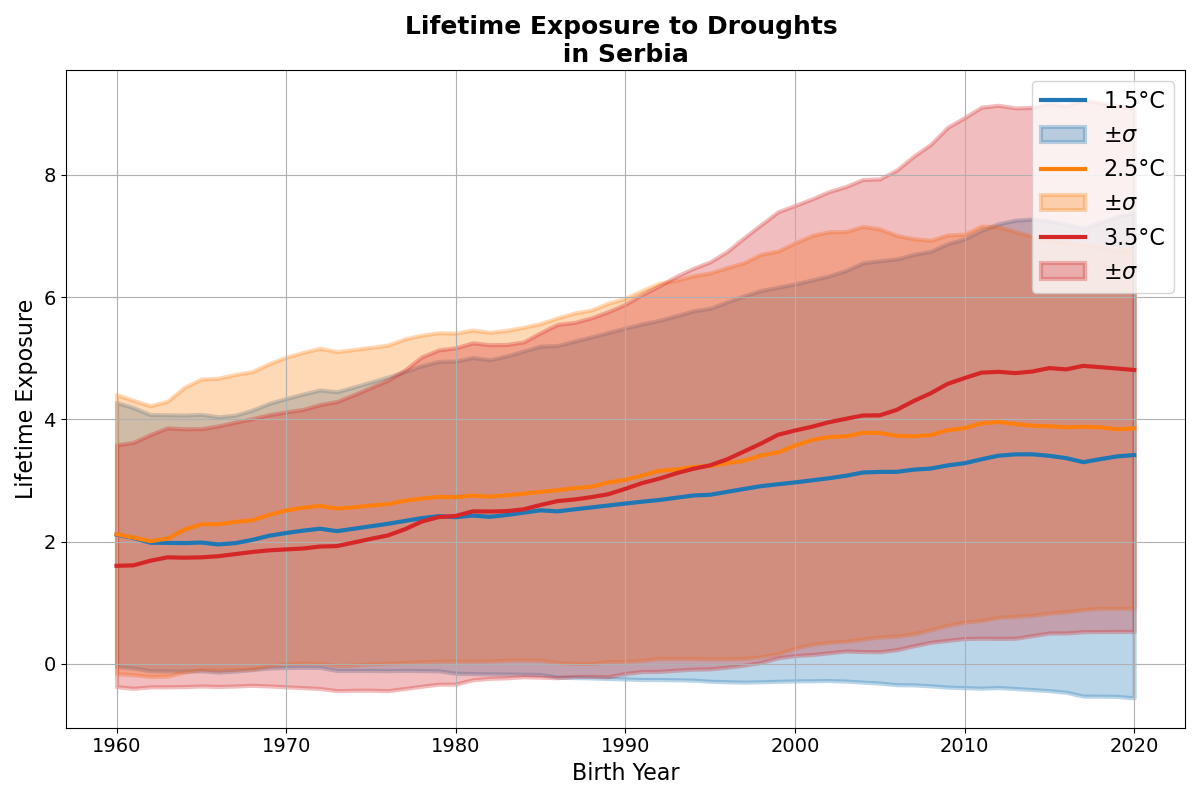 Lifetime Exposure to Droughts
in Serbia
1.5°C
±σ
2.5°C
±σ
3.5°C
±σ
Lifetime Exposure
8
6
4
2
0
1960 1970 1980 1990 2000 2010 2020
Birth Year